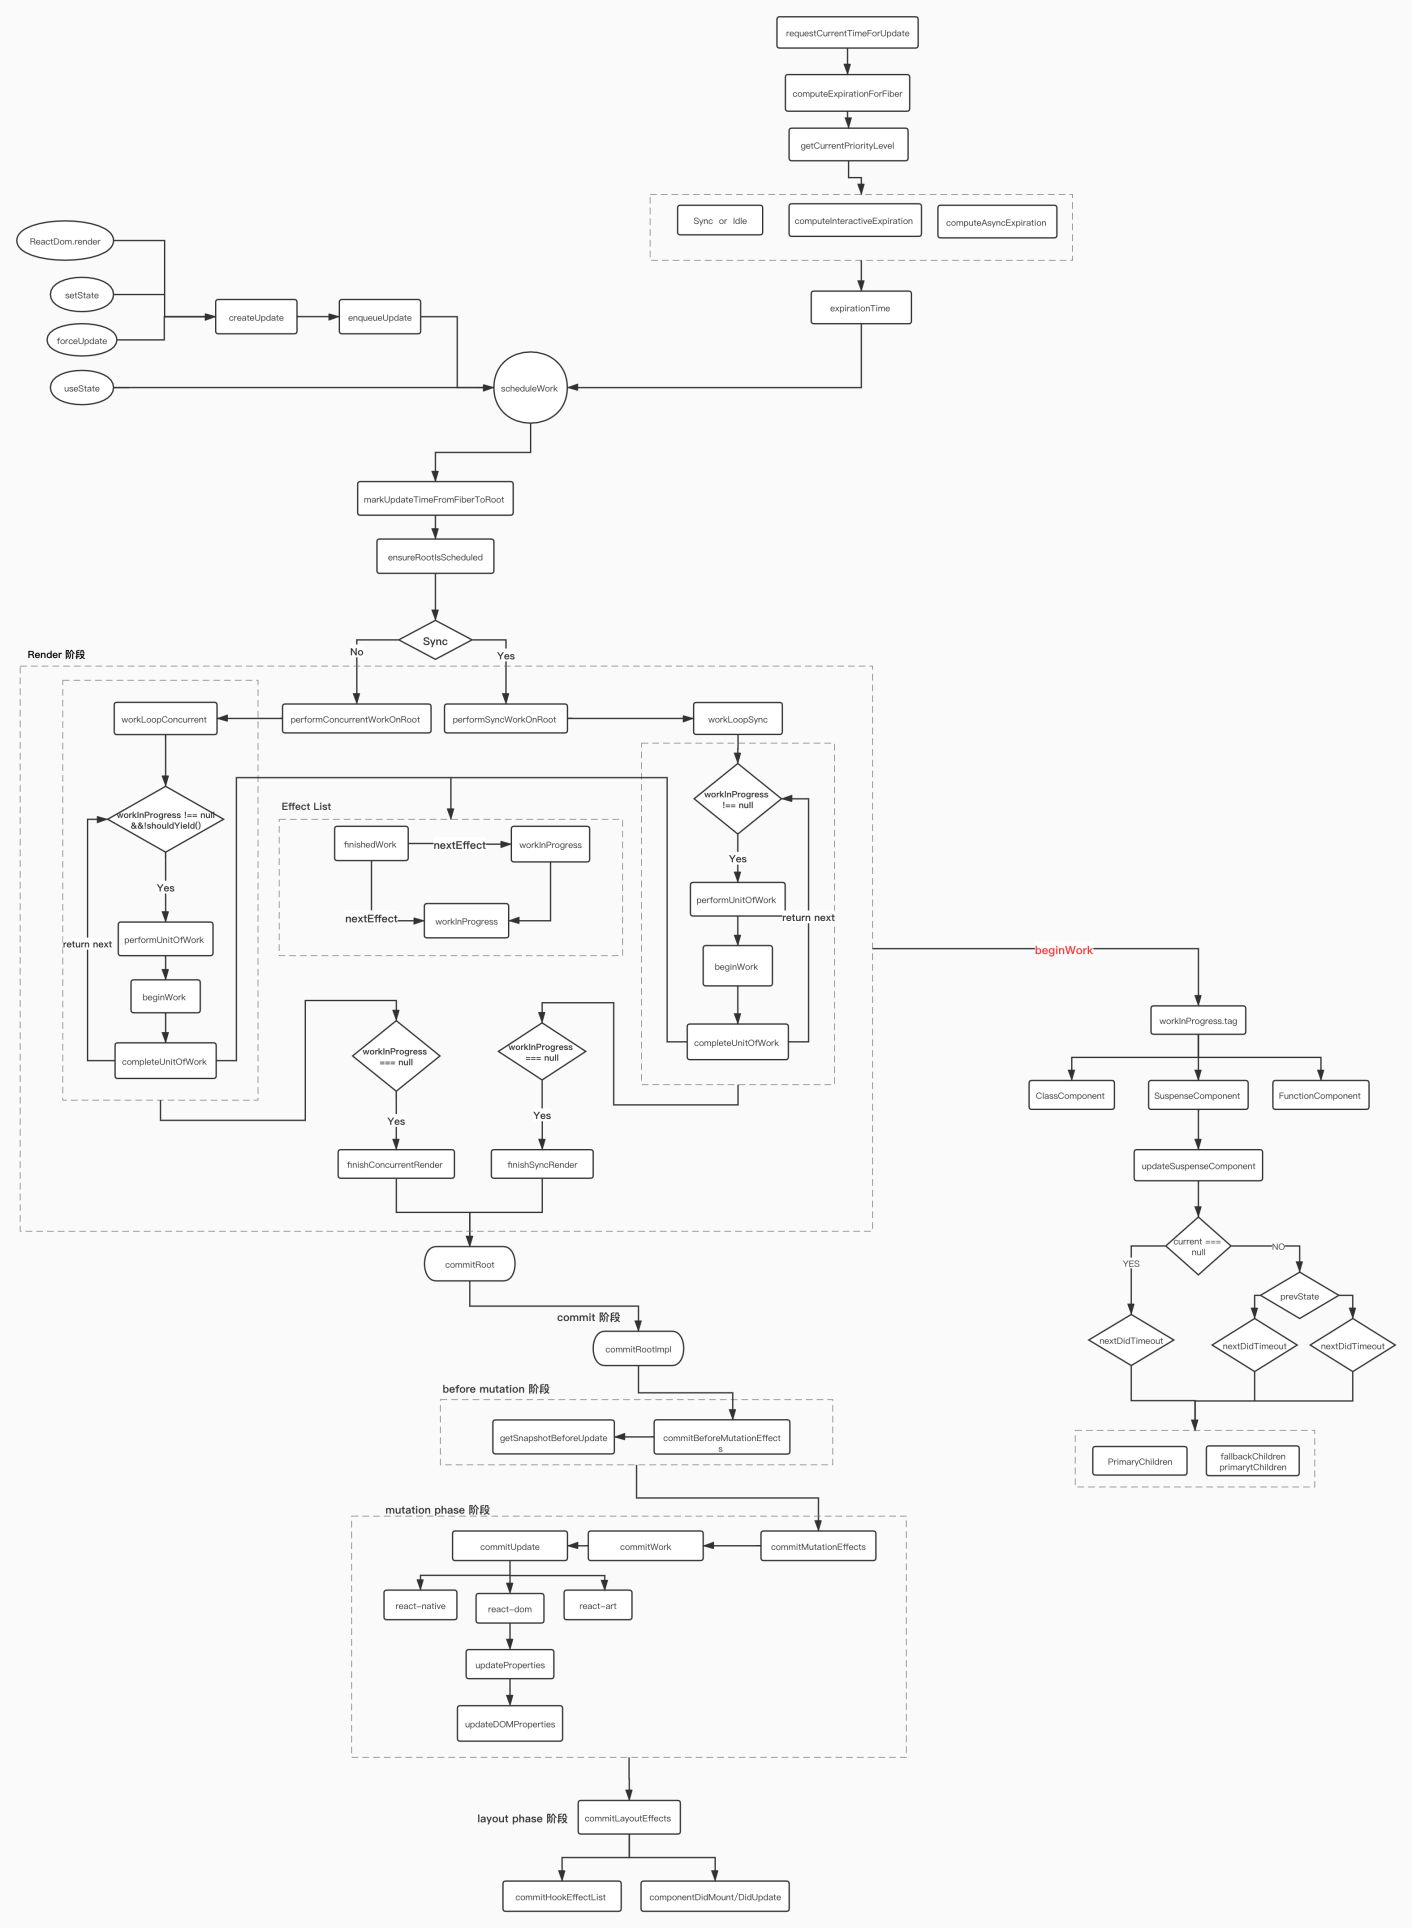 requestCurrentTimeForUpdate
computeExpirationForFiber
getCurrentPriorityLevel
Sync or Idle
computeInteractiveExpiration
computeAsyncExpiration
expirationTime
ReactDom.render
setState
forceUpdate
useState
createUpdate
enqueueUpdate
scheduleWork
markUpdateTimeFromFiberToRoot
ensureRootIsScheduled
Sync
No
Yes
Render 阶段
workLoopConcurrent
performConcurrentWorkOnRoot
performSyncWorkOnRoot
workLoopSync
workInProgress !== null
&&!shouldYield()
Yes
performUnitOfWork
return next
beginWork
completeUnitOfWork
Effect List
finishedWork
nextEffect
workInProgress
nextEffect
workInProgress
workInProgress
!== null
Yes
performUnitOfWork
return next
beginWork
completeUnitOfWork
workInProgress
=== null
Yes
finishConcurrentRender
workInProgress
=== null
Yes
finishSyncRender
beginWork
workInProgress.tag
ClassComponent
SuspenseComponent
FunctionComponent
updateSuspenseComponent
current ===
null
YES
NO
prevState
nextDidTimeout
nextDidTimeout
nextDidTimeout
PrimaryChildren
fallbackChildren
primarytChildren
commitRoot
commit 阶段
commitRootImpl
before mutation 阶段
getSnapshotBeforeUpdate
commitBeforeMutationEffect
s
mutation phase 阶段
commitUpdate
commitWork
commitMutationEffects
react-native
react-dom
react-art
updateProperties
updateDOMProperties
layout phase 阶段
commitLayoutEffects
commitHookEffectList
componentDidMount/DidUpdate